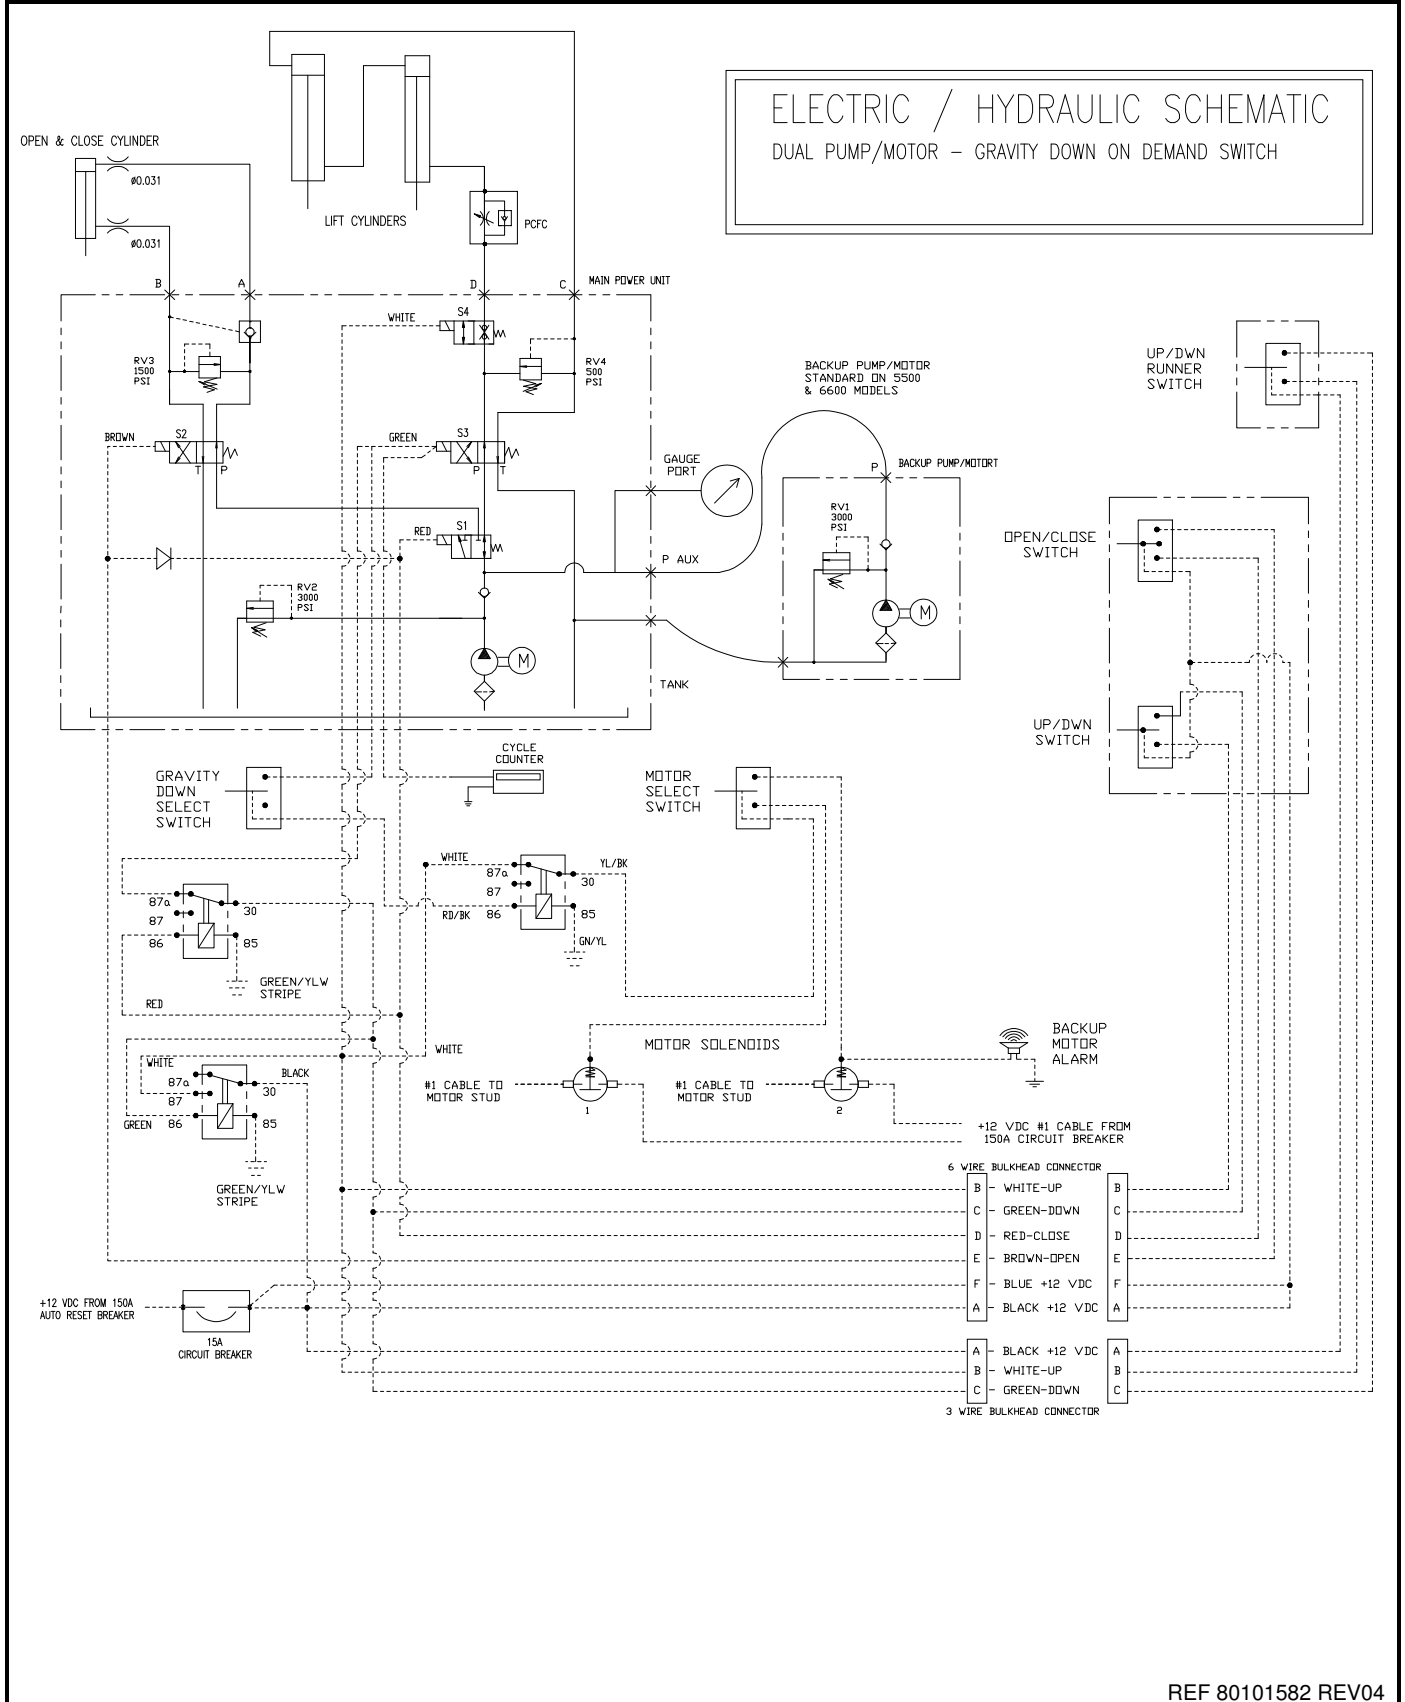 ELECTRIC / HYDRAULIC SCHEMATIC
DUAL PUMP/MOTOR - GRAVITY DOWN ON DEMAND SWITCH
OPEN & CLOSE CYLINDER
ø0.031
ø0.031
LIFT CYLINDERS
PCFC
B
A
D
C
MAIN POWER UNIT
WHITE
S4
RV3
1500
PSI
RV4
500
PSI
BACKUP PUMP/MOTOR
STANDARD ON 5500
& 6600 MODELS
UP/DWN
RUNNER
SWITCH
BROWN
S2
T
P
GREEN
S3
P
T
GAUGE
PORT
P
BACKUP PUMP/MOTORT
RV1
3000
PSI
RED
S1
OPEN/CLOSE
SWITCH
P AUX
RV2
3000
PSI
M
M
TANK
UP/DWN
SWITCH
CYCLE
COUNTER
GRAVITY
DOWN
SELECT
SWITCH
MOTOR
SELECT
SWITCH
WHITE
87a
87
86
30
85
YL/BK
RD/BK
GN/YL
87a
87
86
30
85
GREEN/YLW
STRIPE
RED
WHITE
MOTOR SOLENOIDS
BACKUP
MOTOR
ALARM
WHITE
87a
87
86
30
85
BLACK
GREEN
GREEN/YLW
STRIPE
#1 CABLE TO
MOTOR STUD
1
#1 CABLE TO
MOTOR STUD
2
+12 VDC #1 CABLE FROM
150A CIRCUIT BREAKER
6 WIRE BULKHEAD CONNECTOR
B - WHITE-UP B
C - GREEN-DOWN C
D - RED-CLOSE D
E - BROWN-OPEN E
F - BLUE +12 VDC F
A - BLACK +12 VDC A
+12 VDC FROM 150A
AUTO RESET BREAKER
15A
CIRCUIT BREAKER
A - BLACK +12 VDC A
B - WHITE-UP B
C - GREEN-DOWN C
3 WIRE BULKHEAD CONNECTOR
REF 80101582 REV04